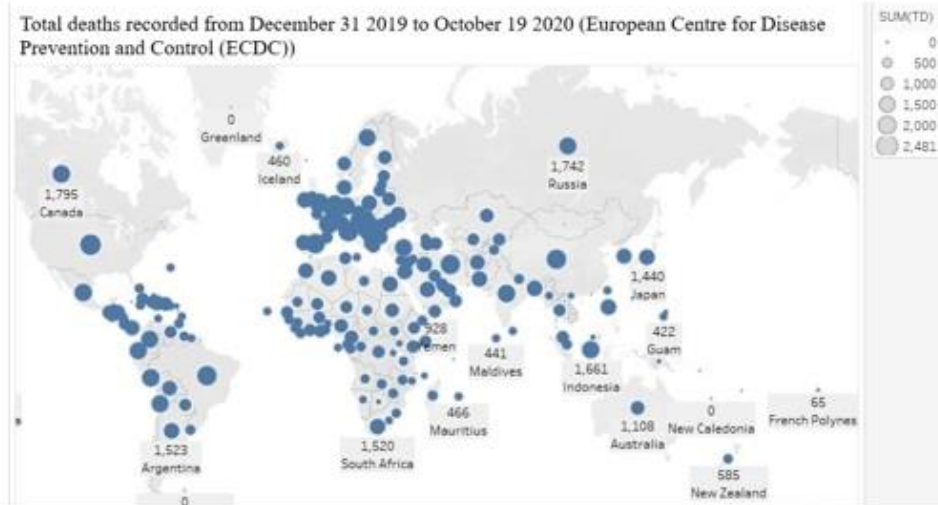 Total deaths recorded from December 31 2019 to October 19 2020 (European Centre for Disease
Prevention and Control (ECDC))
SUM(TD)
0
500
1,000
1,500
2,000
2,481
0
Greenland
460
Iceland
1,742
Russia
1,795
Canada
1,440
Japan
928
Yemen
422
Guam
441
Maldives
1,661
Indonesia
466
Mauritius
0
New Caledonia
65
French Polynes
1,108
Australia
1,523
Argentina
1,520
South Africa
585
New Zealand
0